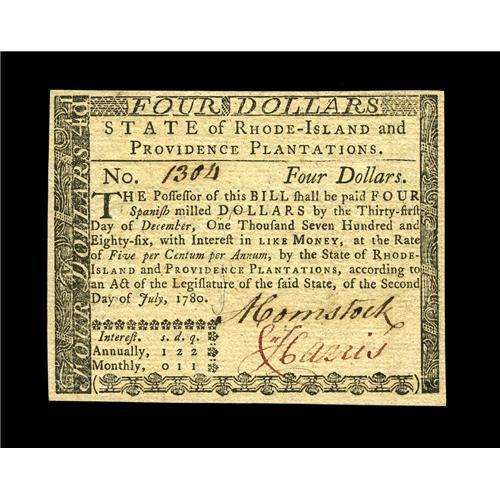 FOUR DOLLARS
STATE of RHODE-ISLAND and
PROVIDENCE PLANTATIONS.
No. 1304 Four Dollars.
THE Possessor of this BILL shall be paid FOUR
Spanish milled DOLLARS by the Thirty-first
Day of December, One Thousand Seven Hundred and
Eighty-six, with Interest in LIKE MONEY, at the Rate
of Five per Centum per Annum, by the State of RHODE-
ISLAND and PROVIDENCE PLANTATIONS, according to
an Act of the Legislature of the said State, of the Second
Day of July, 1780.
A Comstock
Interest. s. d. q.
Annually, 1 2 2
Monthly, 0 1 1
Harris
FOUR DOLLARS 4d